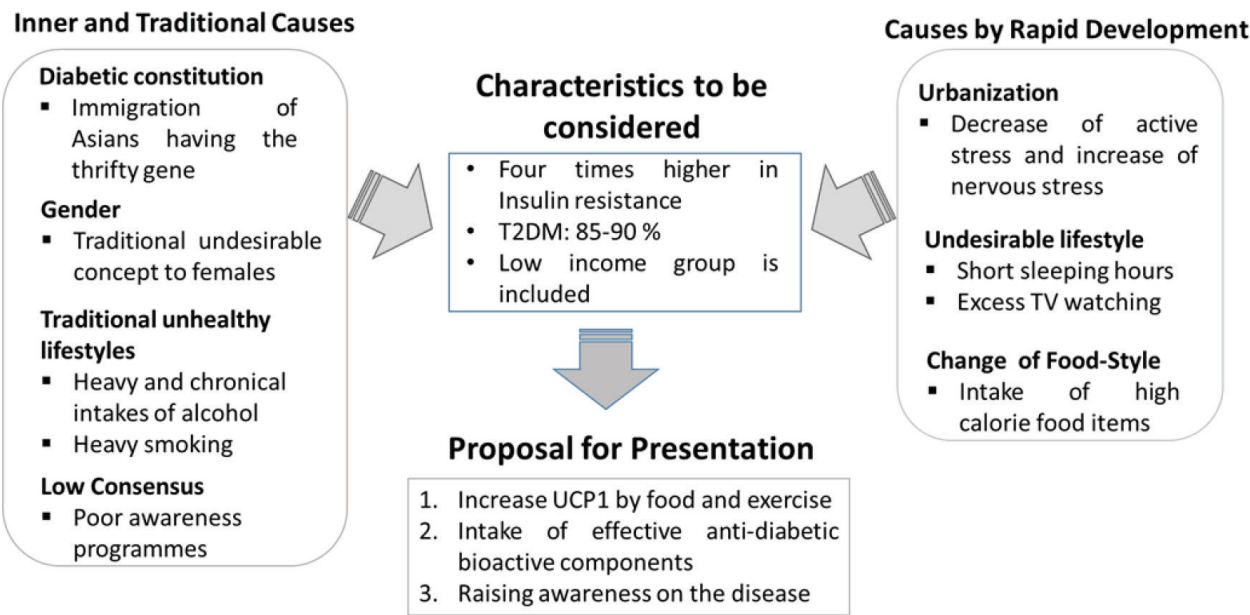 Inner and Traditional Causes
Diabetic constitution
▪ Immigration of
Asians having the
thrifty gene
Gender
▪ Traditional undesirable
concept to females
Traditional unhealthy
lifestyles
▪ Heavy and chronical
intakes of alcohol
▪ Heavy smoking
Low Consensus
▪ Poor awareness
programmes
Characteristics to be
considered
• Four times higher in
Insulin resistance
• T2DM: 85-90 %
• Low income group is
included
Causes by Rapid Development
Urbanization
▪ Decrease of active
stress and increase of
nervous stress
Undesirable lifestyle
▪ Short sleeping hours
▪ Excess TV watching
Change of Food-Style
▪ Intake of high
calorie food items
Proposal for Presentation
1. Increase UCP1 by food and exercise
2. Intake of effective anti-diabetic
bioactive components
3. Raising awareness on the disease